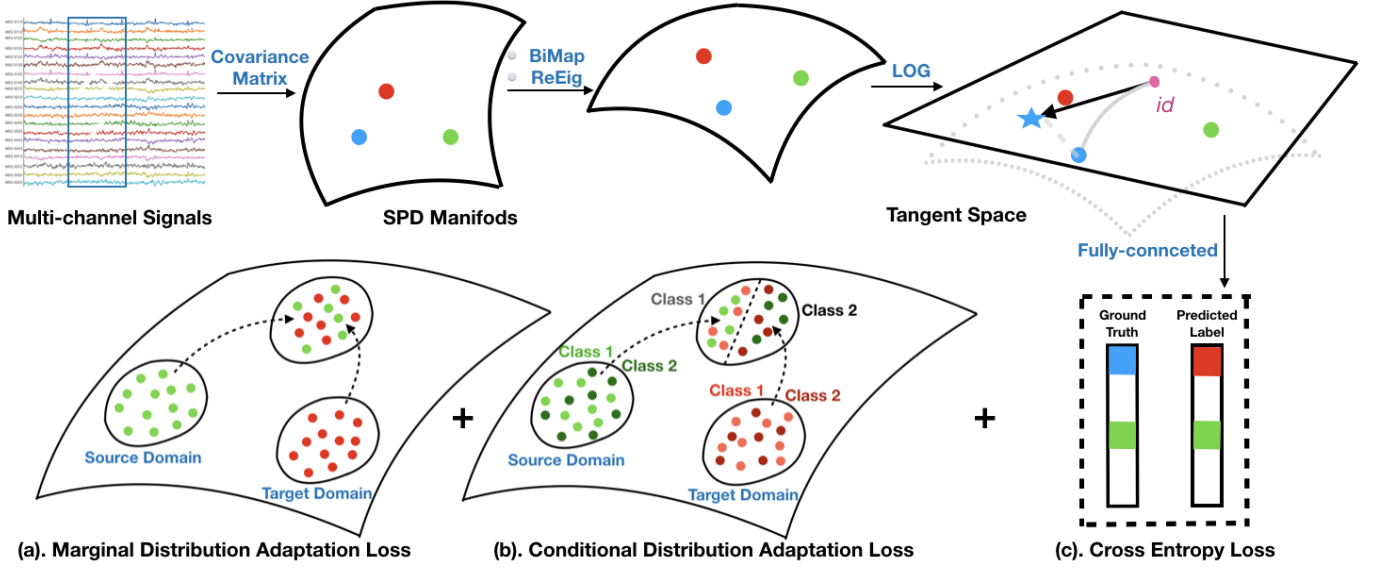 Covariance
Matrix
BiMap
ReEig
LOG
id
Multi-channel Signals
SPD Manifods
Tangent Space
Fully-connceted
Class 1
Class 2
Class 1
Class 2
Source Domain
Target Domain
+
Class 1
Class 2
Source Domain
Target Domain
+
Ground
Truth
Predicted
Label
(a). Marginal Distribution Adaptation Loss
(b). Conditional Distribution Adaptation Loss
(c). Cross Entropy Loss